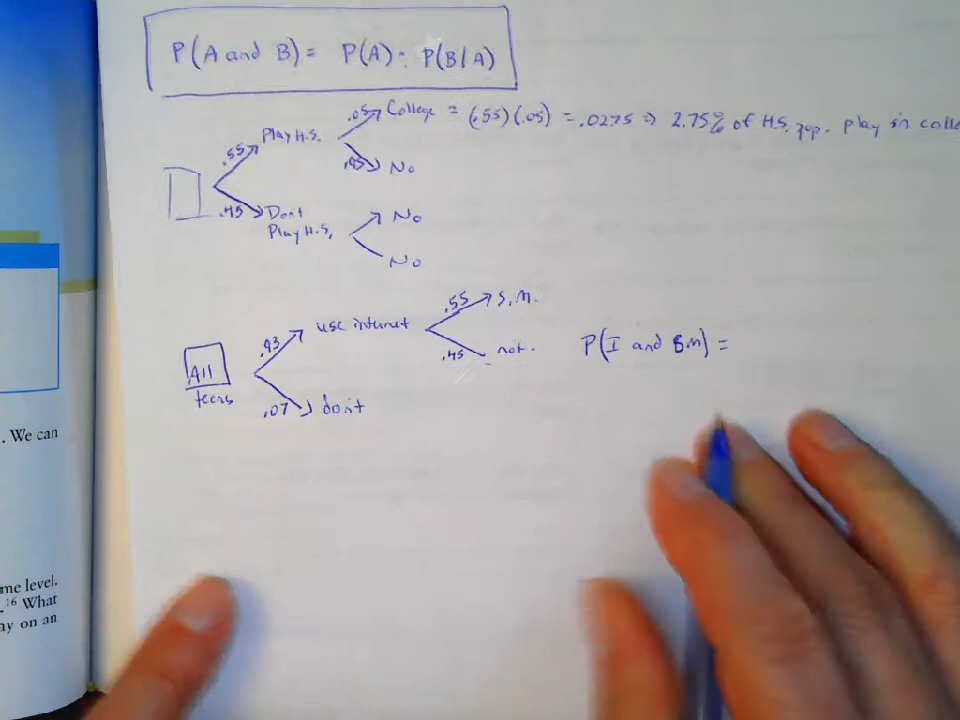 P(A and B) = P(A) · P(B/A)
.05 College = (.55)(.05) = .0275 ⇒ 2.75% of H.S. pop. play in colle
.55 Play H.S.
.95 No
.45 Dont No
Play H.S.
No
.55 S.M.
.93 use internet
.45 not. P(I and SM) =
All
teens
.07 dont
. We can
me level.
16 What
ay on an